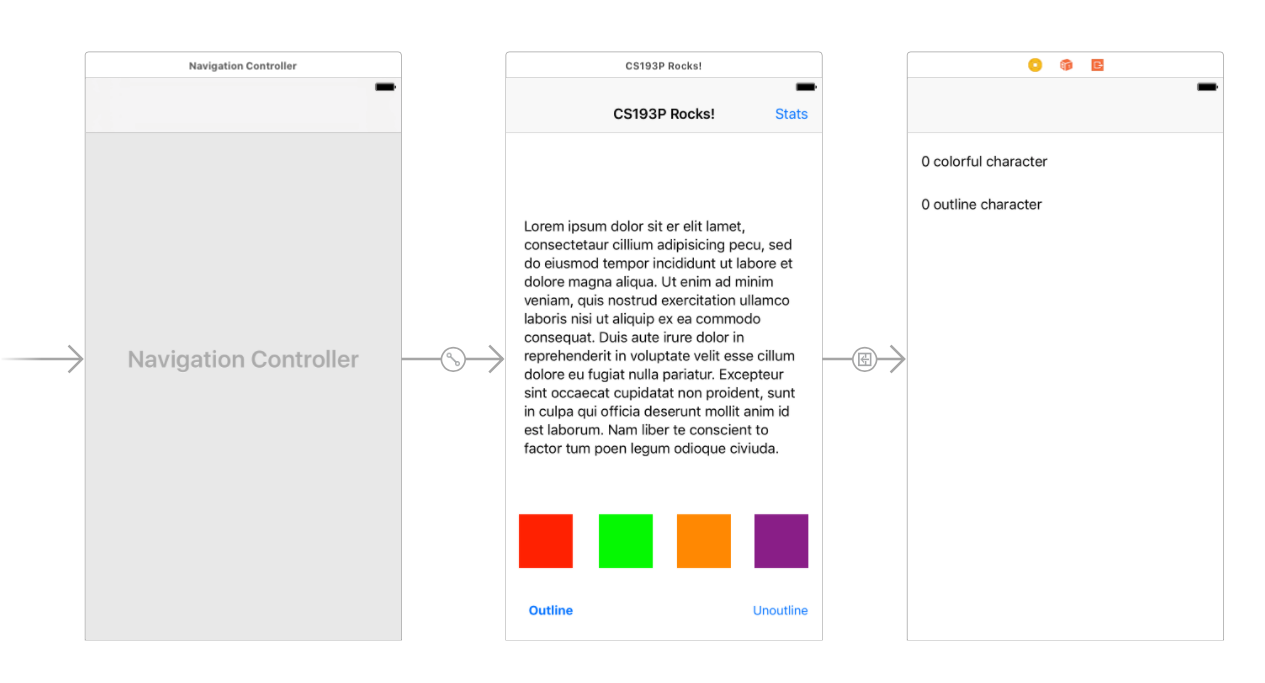 Navigation Controller
Navigation Controller
CS193P Rocks!
CS193P Rocks!
Stats
Lorem ipsum dolor sit er elit lamet,
consectetaur cillium adipisicing pecu, sed
do eiusmod tempor incididunt ut labore et
dolore magna aliqua. Ut enim ad minim
veniam, quis nostrud exercitation ullamco
laboris nisi ut aliquip ex ea commodo
consequat. Duis aute irure dolor in
reprehenderit in voluptate velit esse cillum
dolore eu fugiat nulla pariatur. Excepteur
sint occaecat cupidatat non proident, sunt
in culpa qui officia deserunt mollit anim id
est laborum. Nam liber te conscient to
factor tum poen legum odioque civiuda.
Outline
Unoutline
0 colorful character
0 outline character